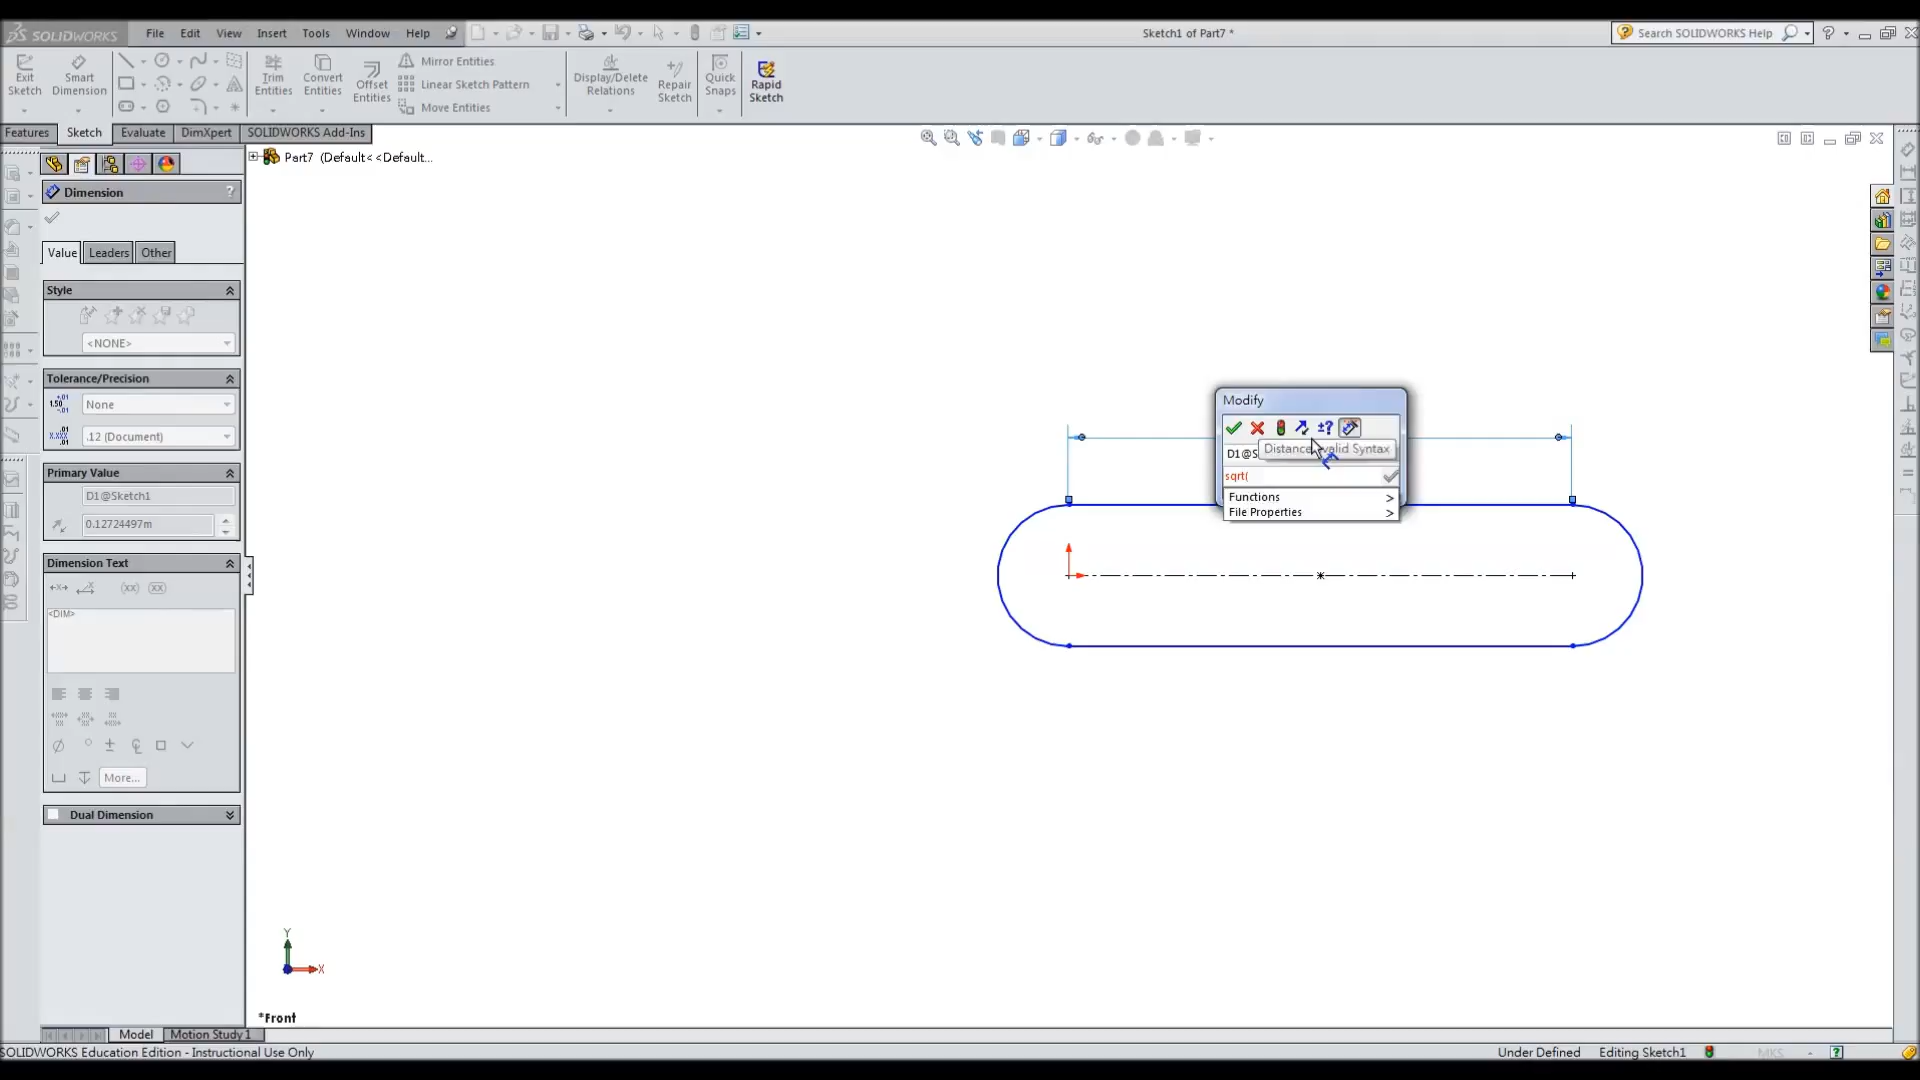 SOLIDWORKS File Edit View Insert Tools Window Help Sketch1 of Part7 * Search SOLIDWORKS Help
Exit Sketch
Smart Dimension
Trim Entities
Convert Entities
Offset Entities
Mirror Entities
Linear Sketch Pattern
Move Entities
Display/Delete Relations
Repair Sketch
Quick Snaps
Rapid Sketch
Features Sketch Evaluate DimXpert SOLIDWORKS Add-Ins
Part7 (Default<<Default...
Dimension ?
Value Leaders Other
Style
<NONE>
Tolerance/Precision
None
.12 (Document)
Primary Value
D1@Sketch1
0.12724497m
Dimension Text
<DIM>
More...
Dual Dimension
Modify
D1@S
Distance
valid Syntax
sqrt(
Functions >
File Properties >
Y
X
*Front
Model Motion Study 1
SOLIDWORKS Education Edition - Instructional Use Only Under Defined Editing Sketch1 MKS